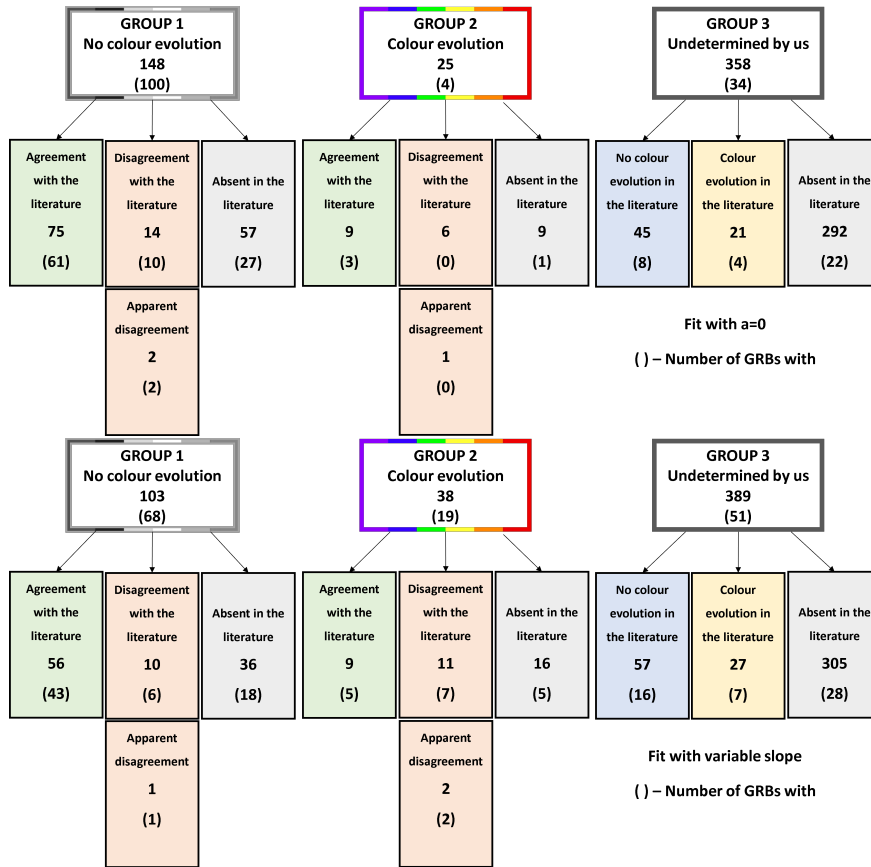 GROUP 1
No colour evolution
148
(100)
GROUP 2
Colour evolution
25
(4)
GROUP 3
Undetermined by us
358
(34)
Agreement
with the
literature
75
(61)
Disagreement
with the
literature
14
(10)
Absent in the
literature
57
(27)
Agreement
with the
literature
9
(3)
Disagreement
with the
literature
6
(0)
Absent in the
literature
9
(1)
No colour
evolution in
the literature
45
(8)
Colour
evolution in
the literature
21
(4)
Absent in the
literature
292
(22)
Apparent
disagreement
2
(2)
Apparent
disagreement
1
(0)
Fit with a=0
( ) – Number of GRBs with
GROUP 1
No colour evolution
103
(68)
GROUP 2
Colour evolution
38
(19)
GROUP 3
Undetermined by us
389
(51)
Agreement
with the
literature
56
(43)
Disagreement
with the
literature
10
(6)
Absent in the
literature
36
(18)
Agreement
with the
literature
9
(5)
Disagreement
with the
literature
11
(7)
Absent in the
literature
16
(5)
No colour
evolution in
the literature
57
(16)
Colour
evolution in
the literature
27
(7)
Absent in the
literature
305
(28)
Apparent
disagreement
1
(1)
Apparent
disagreement
2
(2)
Fit with variable slope
( ) – Number of GRBs with